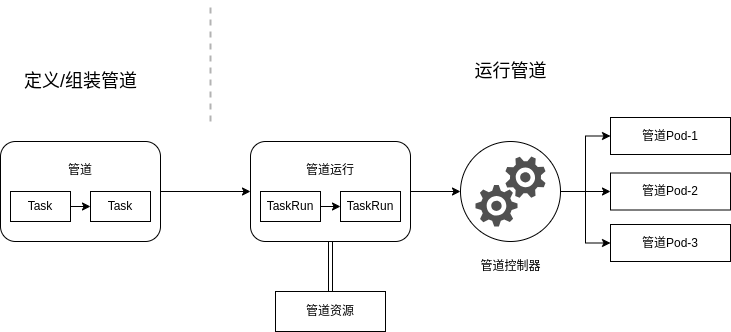 定义/组装管道
运行管道
管道
Task
Task
管道运行
TaskRun
TaskRun
管道资源
管道控制器
管道Pod-1
管道Pod-2
管道Pod-3